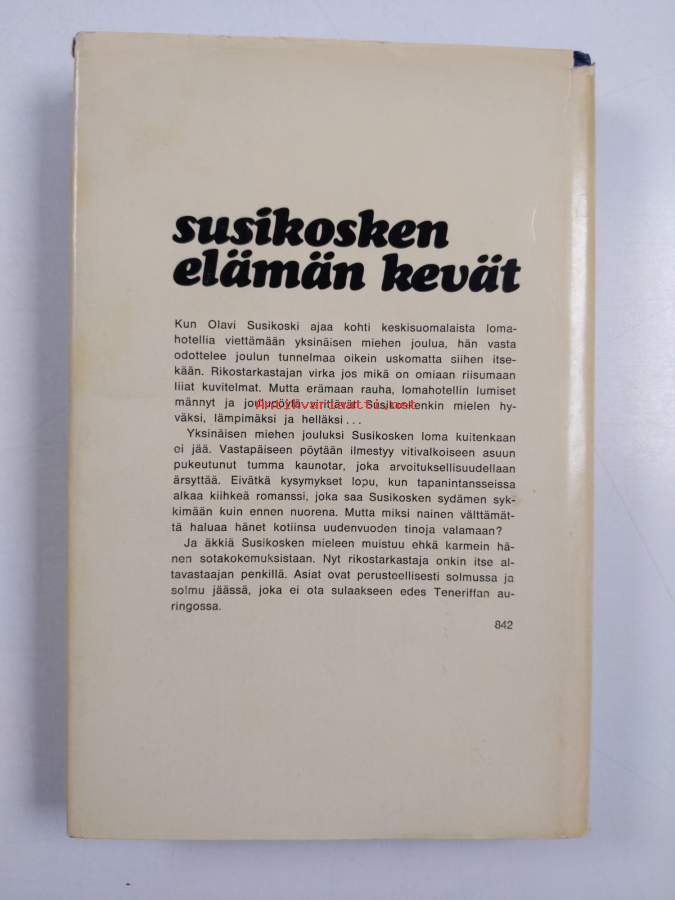 susikosken
elämän kevät
Kun Olavi Susikoski ajaa kohti keskisuomalaista loma-
hotellia viettämään yksinäisen miehen joulua, hän vasta
odottelee joulun tunnelmaa oikein uskomatta siihen itse-
kään. Rikostarkastajan virka jos mikä on omiaan riisumaan
liiat kuvitelmat. Mutta erämaan rauha, lomahotellin lumiset
männyt ja joulupöytä virittävät Susikoskenkin mielen hy-
Antikvariaatti.net
väksi, lämpimäksi ja helläksi...
Yksinäisen miehen jouluksi Susikosken loma kuitenkaan
ei jää. Vastapäiseen pöytään ilmestyy vitivalkoiseen asuun
pukeutunut tumma kaunotar, joka arvoituksellisuudellaan
ärsyttää. Eivätkä kysymykset lopu, kun tapanintansseissa
alkaa kiihkeä romanssi, joka saa Susikosken sydämen syk-
kimään kuin ennen nuorena. Mutta miksi nainen välttämät-
tä haluaa hänet kotiinsa uudenvuoden tinoja valamaan?
Ja äkkiä Susikosken mieleen muistuu ehkä karmein hä-
nen sotakokemuksistaan. Nyt rikostarkastaja onkin itse al-
tavastaajan penkillä. Asiat ovat perusteellisesti solmussa ja
solmu jäässä, joka ei ota sulaakseen edes Teneriffan au-
ringossa.
842